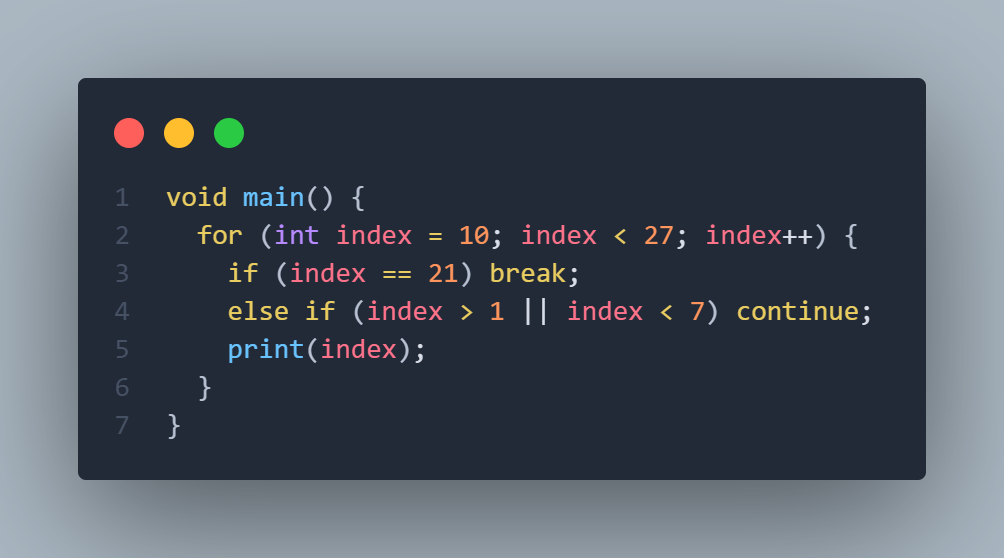 1 void main() {
2   for (int index = 10; index < 27; index++) {
3     if (index == 21) break;
4     else if (index > 1 || index < 7) continue;
5     print(index);
6   }
7 }